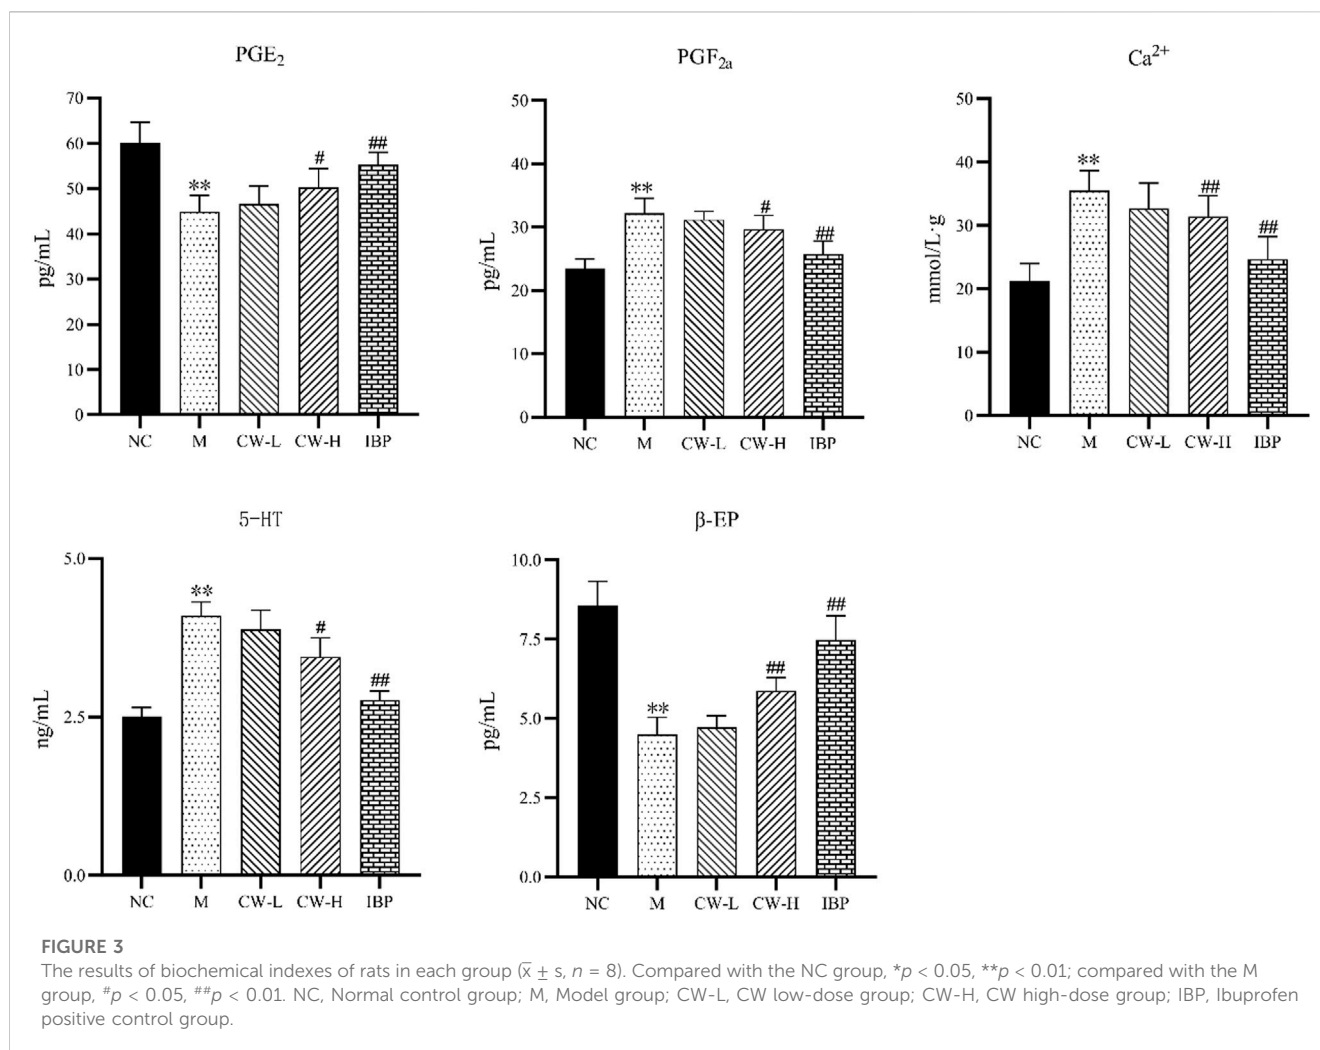 PGE₂
70
60
50
40
30
20
10
0
pg/mL
**
#
##
NC M CW-L CW-H IBP
PGF₂ₐ
50
40
30
20
10
0
pg/mL
**
#
##
NC M CW-L CW-H IBP
Ca²⁺
50
40
30
20
10
0
mmol/L·g
**
##
##
NC M CW-L CW-H IBP
5-HT
5.0
2.5
0.0
ng/mL
**
#
##
NC M CW-L CW-H IBP
β-EP
10.0
7.5
5.0
2.5
0.0
pg/mL
**
##
##
NC M CW-L CW-H IBP
FIGURE 3
The results of biochemical indexes of rats in each group (x̄ ± s, n = 8). Compared with the NC group, *p < 0.05, **p < 0.01; compared with the M
group, #p < 0.05, ##p < 0.01. NC, Normal control group; M, Model group; CW-L, CW low-dose group; CW-H, CW high-dose group; IBP, Ibuprofen
positive control group.